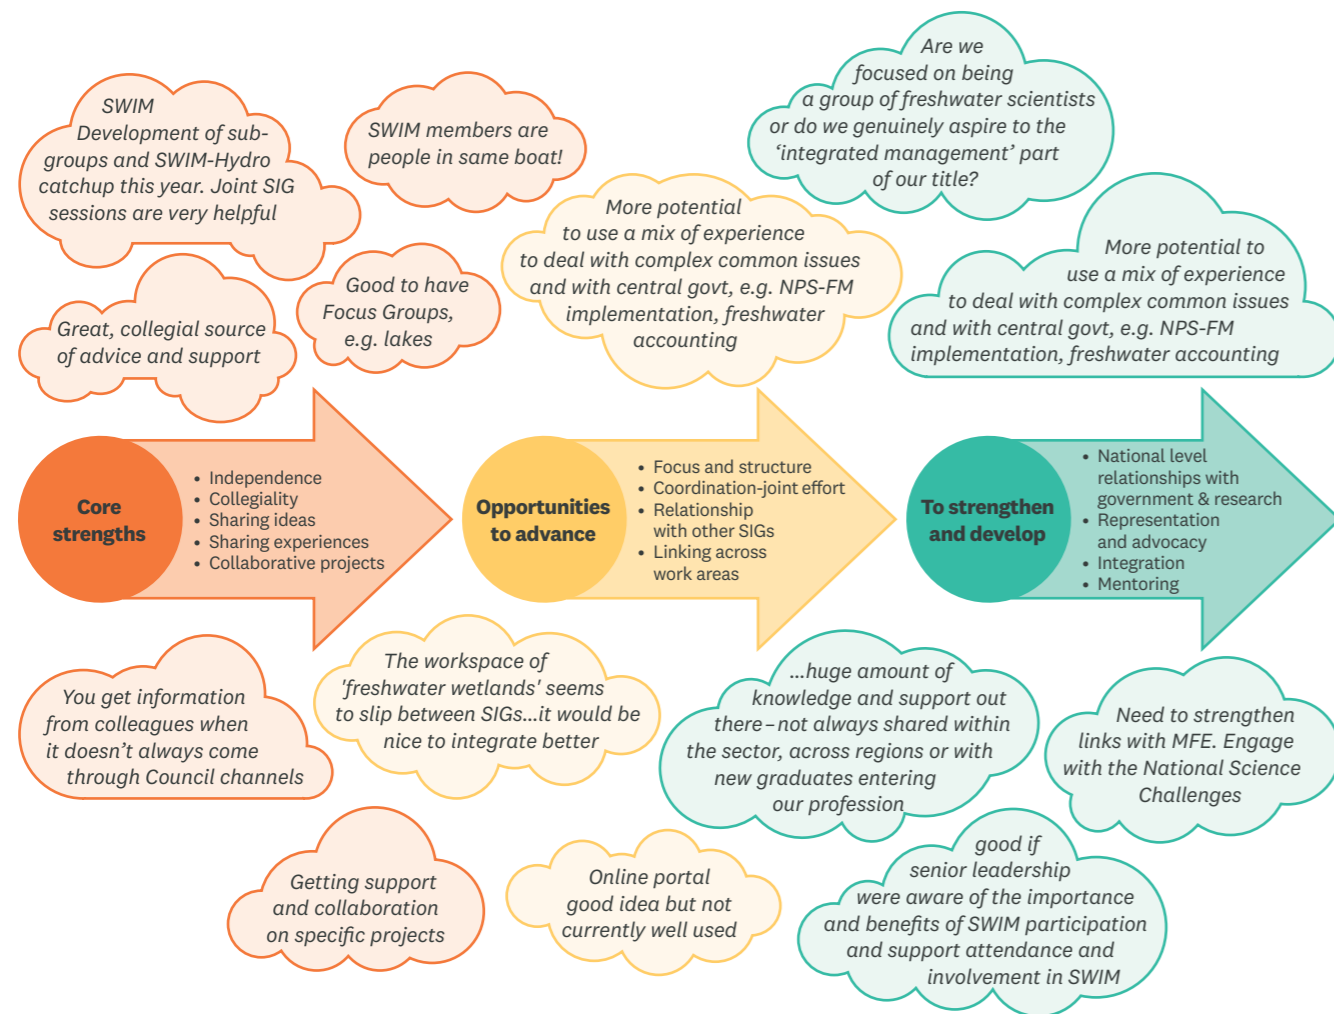 SWIM
Development of sub-
groups and SWIM-Hydro
catchup this year. Joint SIG
sessions are very helpful
SWIM members are
people in same boat!
Great, collegial source
of advice and support
Good to have
Focus Groups,
e.g. lakes
More potential
to use a mix of experience
to deal with complex common issues
and with central govt, e.g. NPS-FM
implementation, freshwater
accounting
Are we
focused on being
a group of freshwater scientists
or do we genuinely aspire to the
‘integrated management’ part
of our title?
More potential to
use a mix of experience
to deal with complex common issues
and with central govt, e.g. NPS-FM
implementation, freshwater accounting
Core
strengths
• Independence
• Collegiality
• Sharing ideas
• Sharing experiences
• Collaborative projects
Opportunities
to advance
• Focus and structure
• Coordination-joint effort
• Relationship
with other SIGs
• Linking across
work areas
To strengthen
and develop
• National level
relationships with
government & research
• Representation
and advocacy
• Integration
• Mentoring
You get information
from colleagues when
it doesn’t always come
through Council channels
The workspace of
'freshwater wetlands' seems
to slip between SIGs...it would be
nice to integrate better
...huge amount of
knowledge and support out
there – not always shared within
the sector, across regions or with
new graduates entering
our profession
Need to strengthen
links with MFE. Engage
with the National Science
Challenges
Getting support
and collaboration
on specific projects
Online portal
good idea but not
currently well used
good if
senior leadership
were aware of the importance
and benefits of SWIM participation
and support attendance and
involvement in SWIM